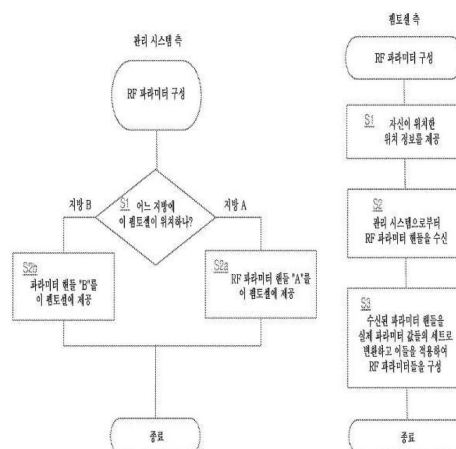 관리 시스템 측
RF 파라미터 구성
S1 어느 지방에
이 펨토셀이 위치하나?
지방 B
지방 A
S2b
파라미터 핸들 "B"를
이 펨토셀에 제공
S2a
RF 파라미터 핸들 "A"를
이 펨토셀에 제공
종료
펨토셀 측
RF 파라미터 구성
S1 자신이 위치한
위치 정보를 제공
S2
관리 시스템으로부터
RF 파라미터 핸들을 수신
S3
수신된 파라미터 핸들을
실제 파라미터 값들의 세트로
변환하고 이들을 적용하여
RF 파라미터들을 구성
종료